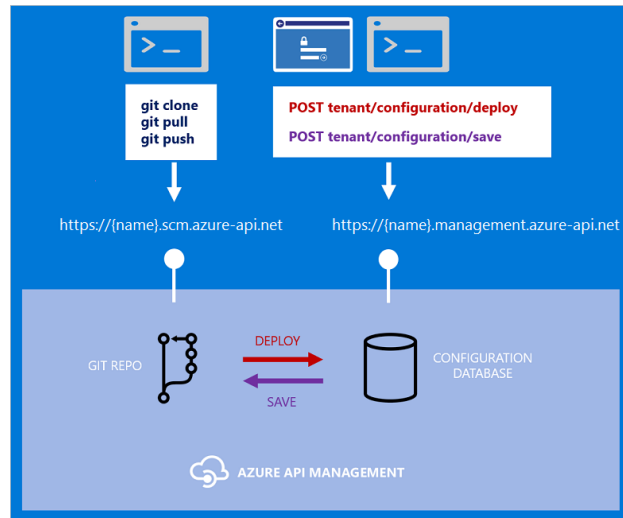 git clone
git pull
git push
POST tenant/configuration/deploy
POST tenant/configuration/save
https://{name}.scm.azure-api.net
https://{name}.management.azure-api.net
GIT REPO
DEPLOY
SAVE
CONFIGURATION
DATABASE
AZURE API MANAGEMENT